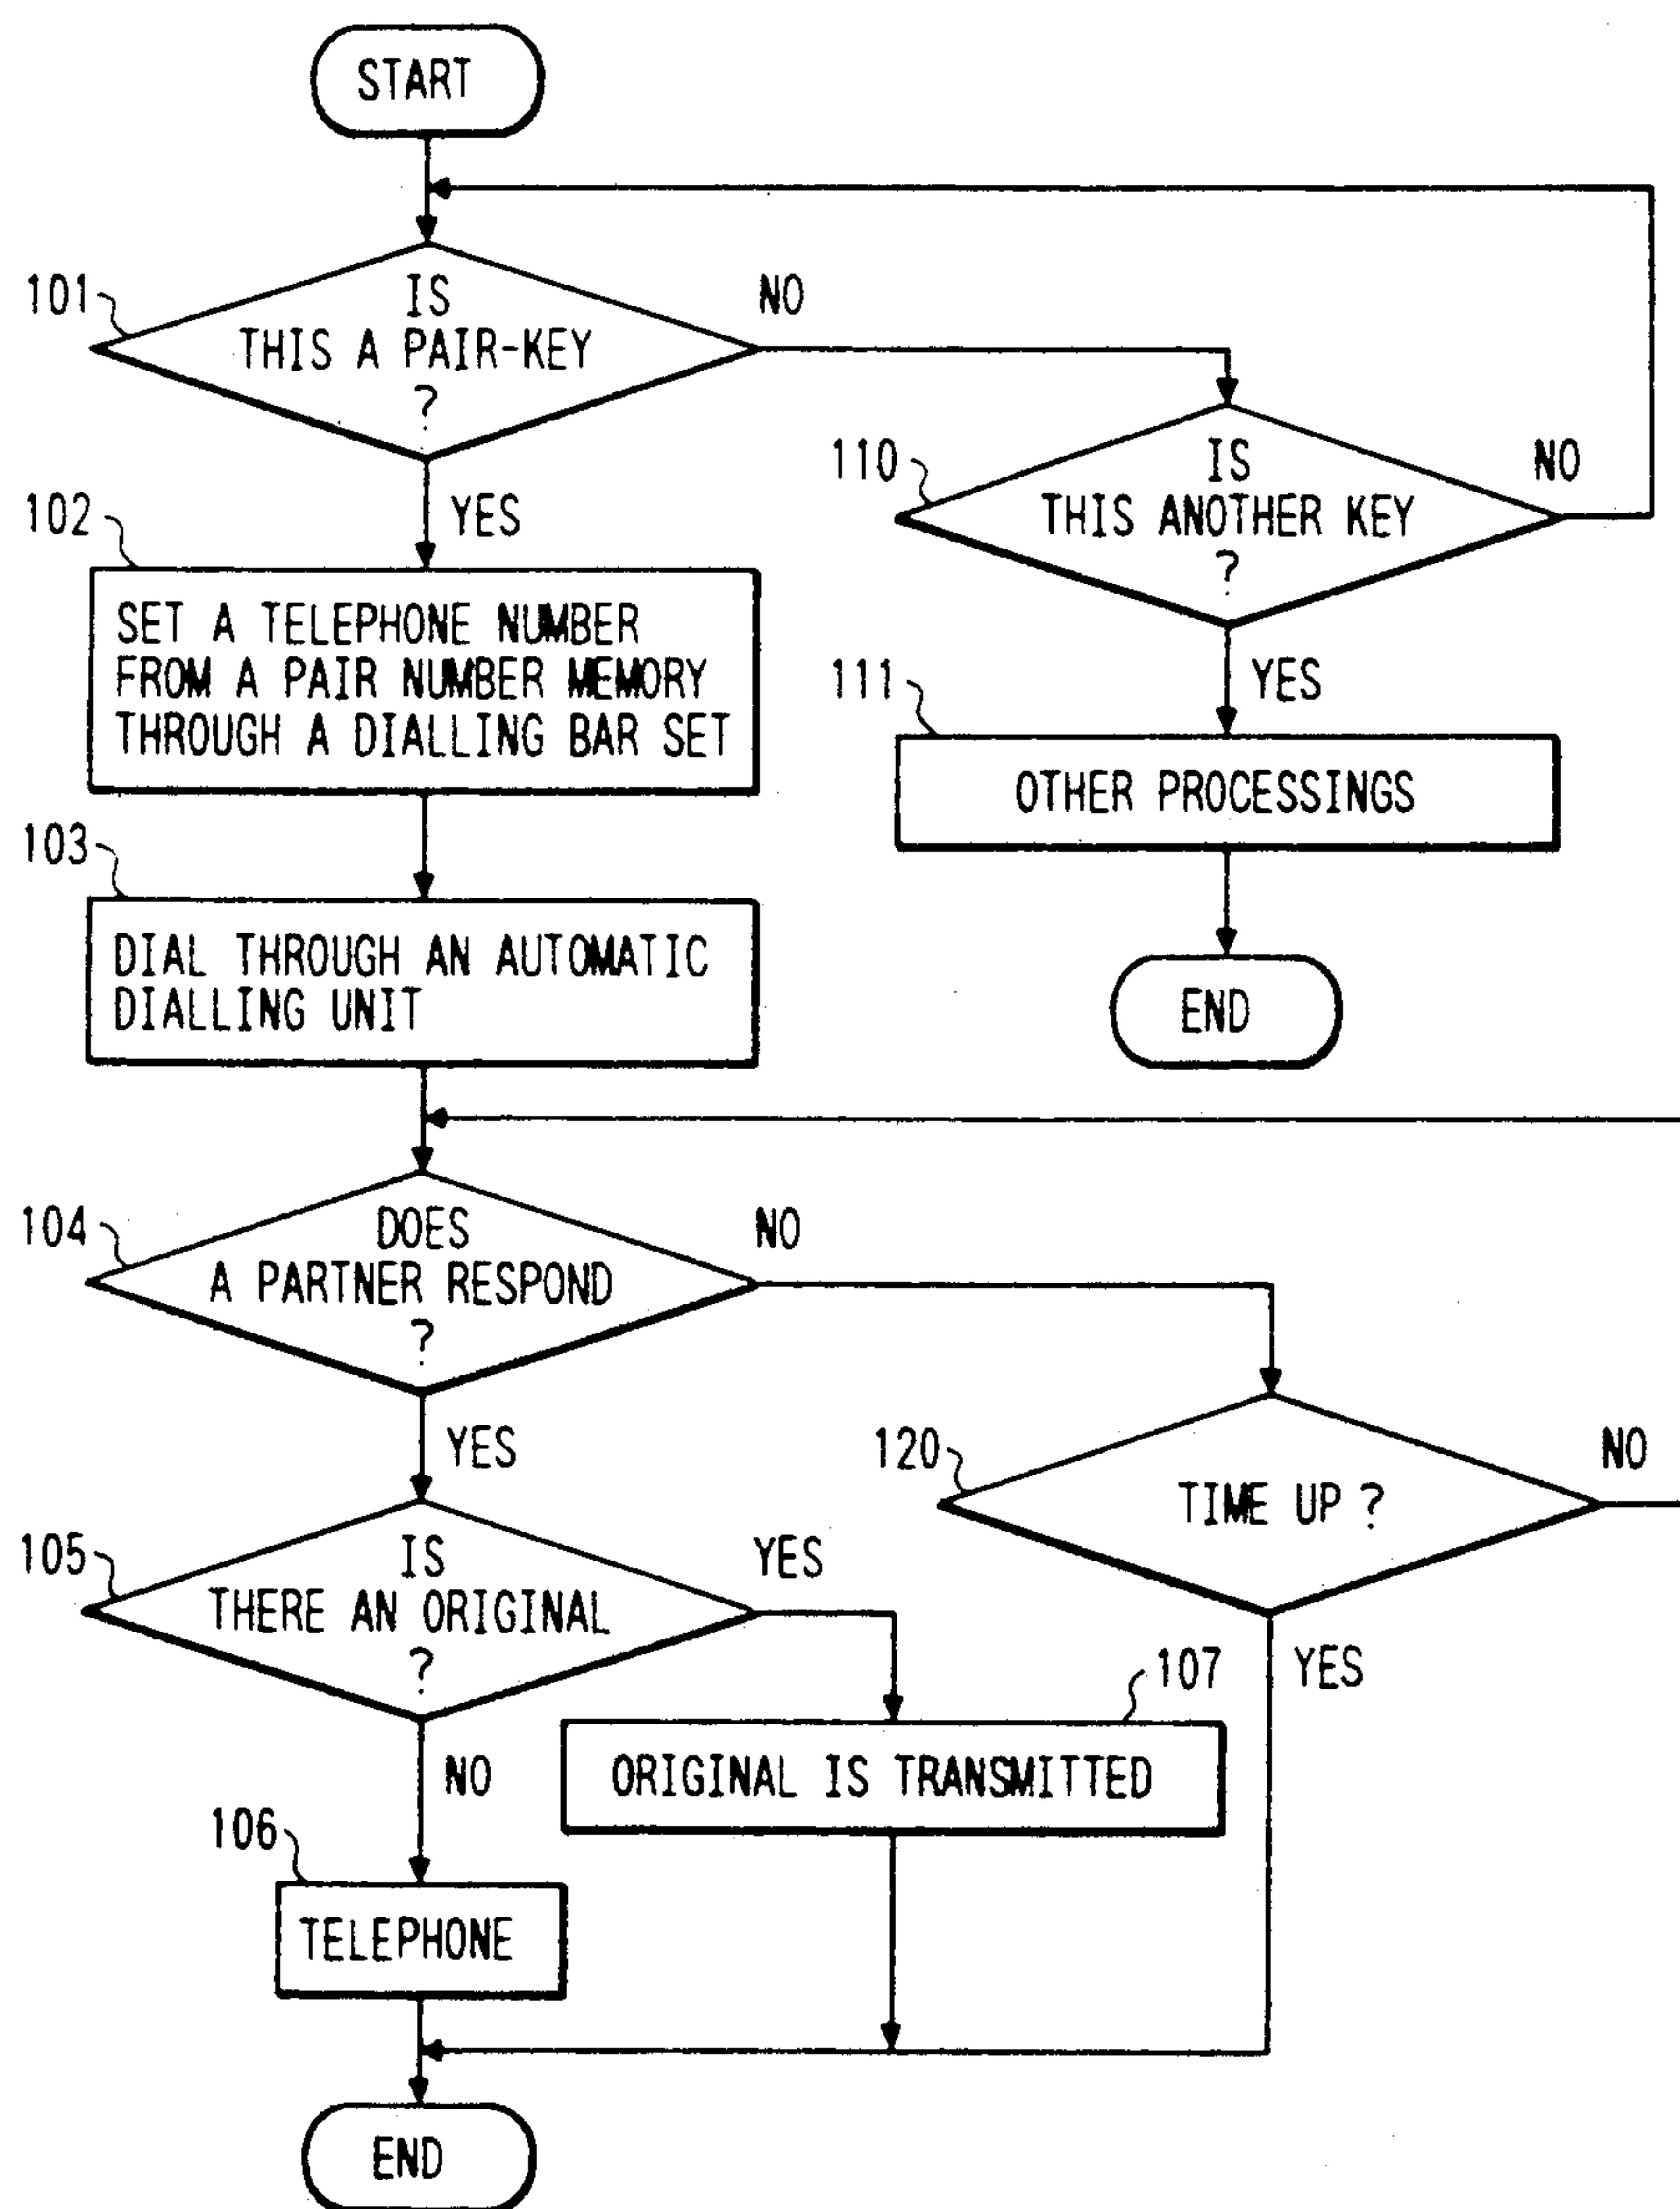 START
101
IS
THIS A PAIR-KEY
?
NO
110
IS
THIS ANOTHER KEY
?
NO
YES
102
SET A TELEPHONE NUMBER
FROM A PAIR NUMBER MEMORY
THROUGH A DIALLING BAR SET
YES
111
OTHER PROCESSINGS
103
DIAL THROUGH AN AUTOMATIC
DIALLING UNIT
END
104
DOES
A PARTNER RESPOND
?
NO
YES
120
TIME UP ?
NO
105
IS
THERE AN ORIGINAL
?
YES
YES
107
ORIGINAL IS TRANSMITTED
NO
106
TELEPHONE
END